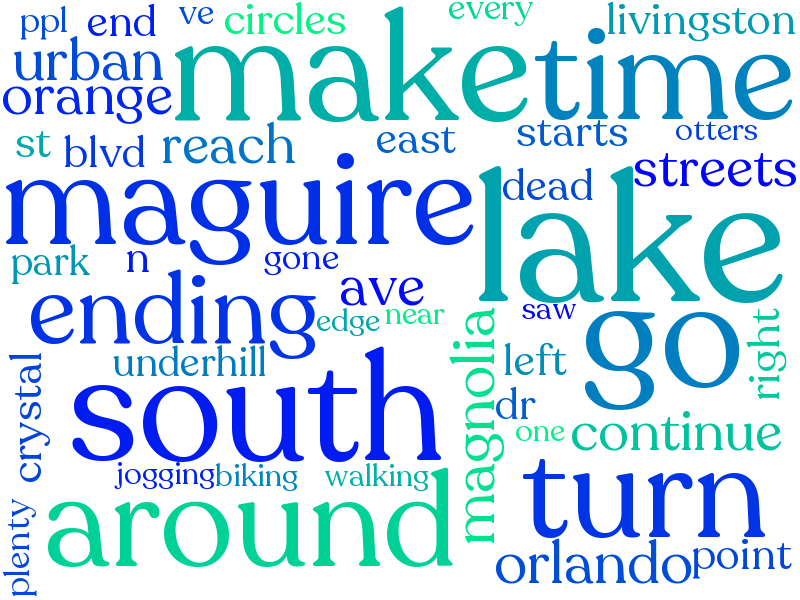 ppl end ve circles every livingston
urban make time
orange
st blvd reach east starts otters
maguire lake dead streets
park n gone
ending ave saw go
edge near
underhill magnolia left right
crystal south dr
one continue
jogging biking walking
plenty around turn
orlando point